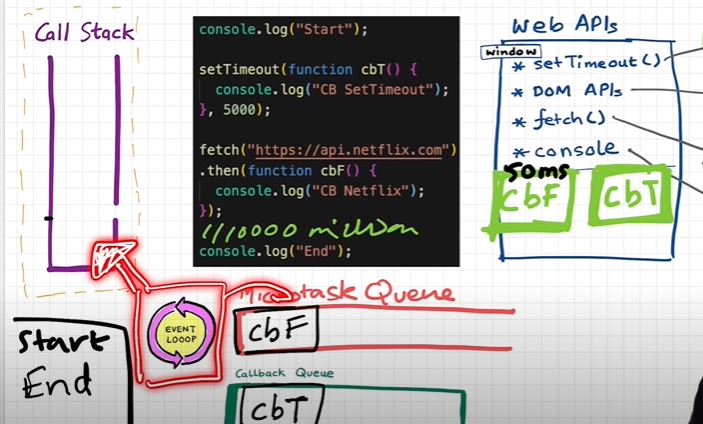 Call Stack
console.log("Start");
setTimeout(function cbT() {
console.log("CB SetTimeout");
}, 5000);
fetch("https://api.netflix.com")
.then(function cbF() {
console.log("CB Netflix");
});
//10000 million
console.log("End");
Web APIs
window
* setTimeout()
* DOM APIs
* fetch()
* console
50ms
cbF
cbT
Microtask Queue
EVENT
LOOOP
cbF
Start
End
Callback Queue
cbT